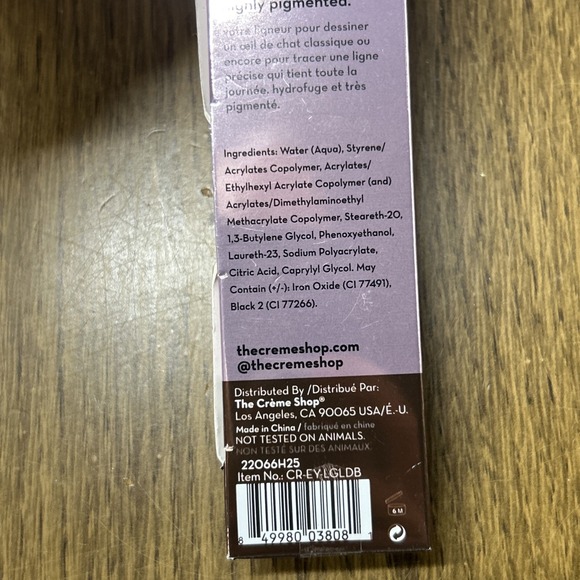 highly pigmented.
votre ligneur pour dessiner
un œil de chat classique ou
encore pour tracer une ligne
précise qui tient toute la
journée, hydrofuge et très
pigmenté.
Ingredients: Water (Aqua), Styrene/
Acrylates Copolymer, Acrylates/
Ethylhexyl Acrylate Copolymer (and)
Acrylates/Dimethylaminoethyl
Methacrylate Copolymer, Steareth-20,
1,3-Butylene Glycol, Phenoxyethanol,
Laureth-23, Sodium Polyacrylate,
Citric Acid, Caprylyl Glycol. May
Contain (+/-): Iron Oxide (CI 77491),
Black 2 (CI 77266).
thecremeshop.com
@thecremeshop
Distributed By /Distribué Par:
The Crème Shop®
Los Angeles, CA 90065 USA/É.-U.
Made in China / fabriqué en chine
NOT TESTED ON ANIMALS.
NON TESTÉ SUR DES ANIMAUX
22066H25
Item No.: CR-EY-LGLDB
6 M
8 49980 03808 1